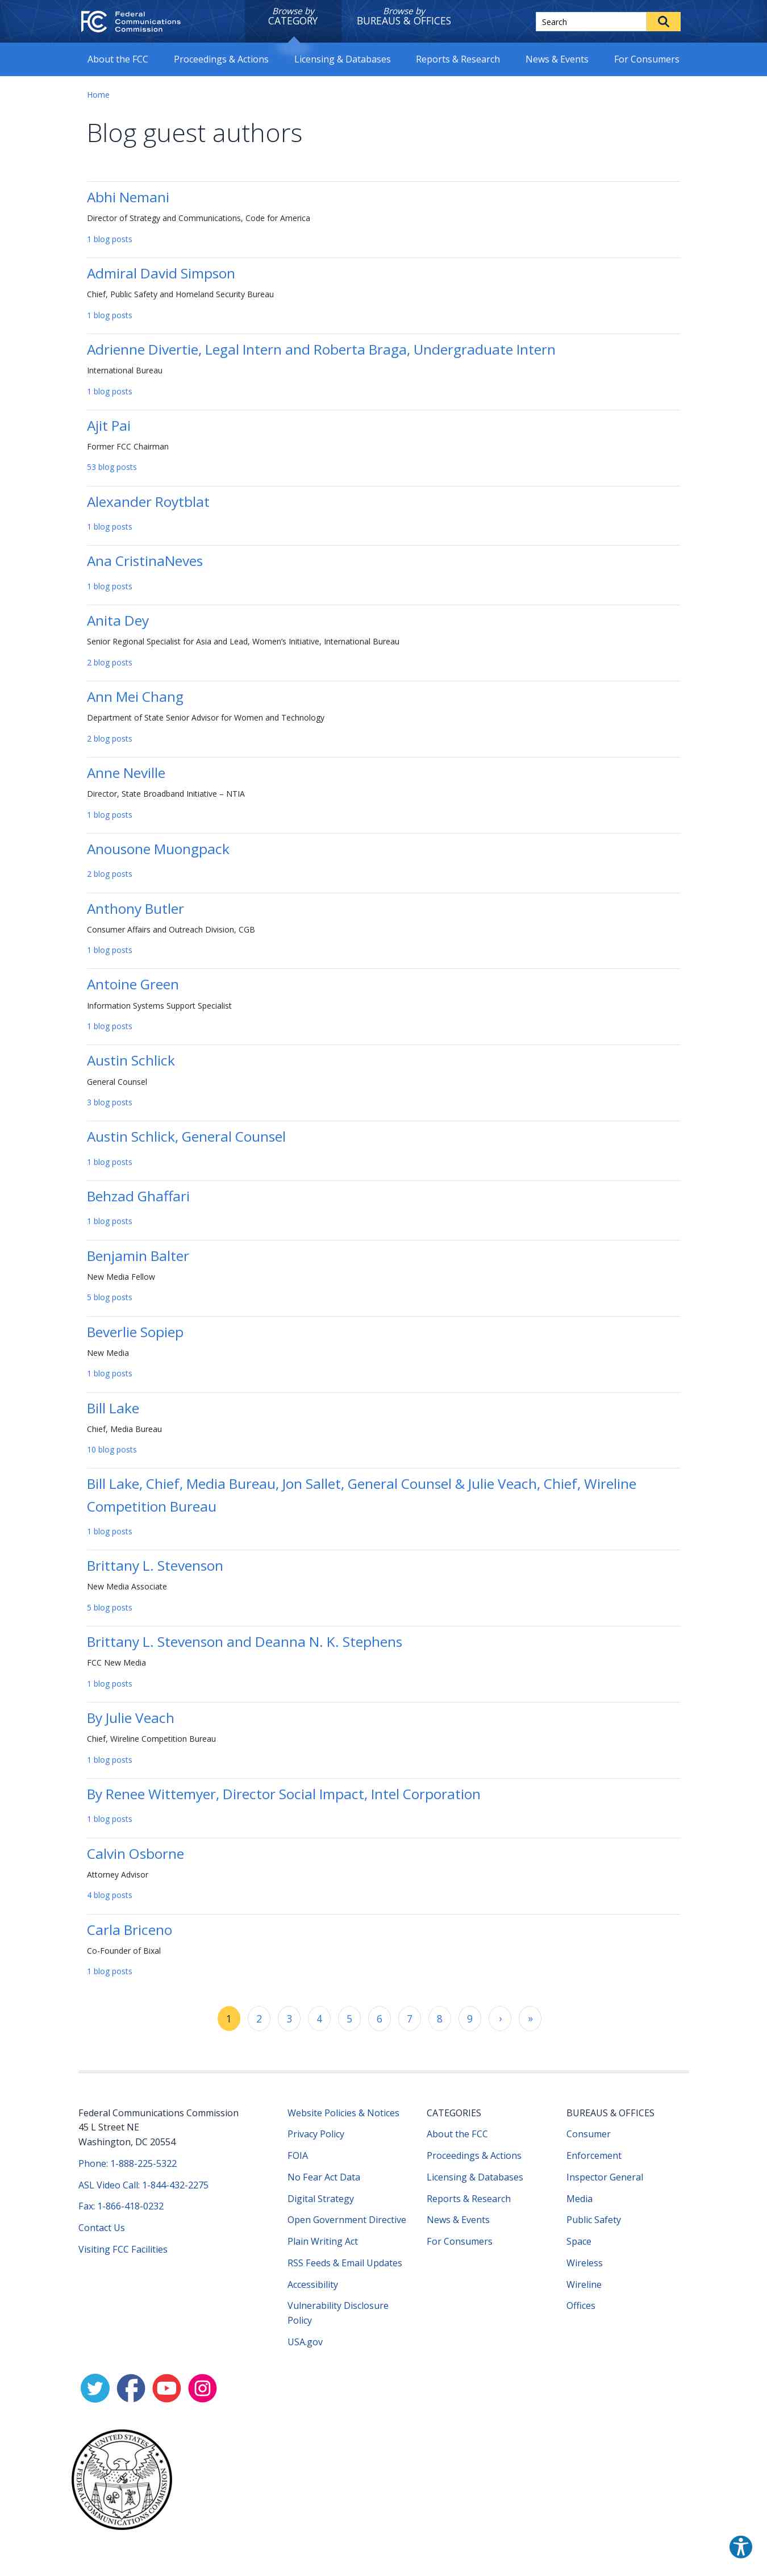 FCC Federal Communications Commission
Browse by
CATEGORY
Browse by
BUREAUS & OFFICES
Search
About the FCC Proceedings & Actions Licensing & Databases Reports & Research News & Events For Consumers
Home
Blog guest authors
Abhi Nemani
Director of Strategy and Communications, Code for America
1 blog posts
Admiral David Simpson
Chief, Public Safety and Homeland Security Bureau
1 blog posts
Adrienne Divertie, Legal Intern and Roberta Braga, Undergraduate Intern
International Bureau
1 blog posts
Ajit Pai
Former FCC Chairman
53 blog posts
Alexander Roytblat
1 blog posts
Ana CristinaNeves
1 blog posts
Anita Dey
Senior Regional Specialist for Asia and Lead, Women’s Initiative, International Bureau
2 blog posts
Ann Mei Chang
Department of State Senior Advisor for Women and Technology
2 blog posts
Anne Neville
Director, State Broadband Initiative – NTIA
1 blog posts
Anousone Muongpack
2 blog posts
Anthony Butler
Consumer Affairs and Outreach Division, CGB
1 blog posts
Antoine Green
Information Systems Support Specialist
1 blog posts
Austin Schlick
General Counsel
3 blog posts
Austin Schlick, General Counsel
1 blog posts
Behzad Ghaffari
1 blog posts
Benjamin Balter
New Media Fellow
5 blog posts
Beverlie Sopiep
New Media
1 blog posts
Bill Lake
Chief, Media Bureau
10 blog posts
Bill Lake, Chief, Media Bureau, Jon Sallet, General Counsel & Julie Veach, Chief, Wireline
Competition Bureau
1 blog posts
Brittany L. Stevenson
New Media Associate
5 blog posts
Brittany L. Stevenson and Deanna N. K. Stephens
FCC New Media
1 blog posts
By Julie Veach
Chief, Wireline Competition Bureau
1 blog posts
By Renee Wittemyer, Director Social Impact, Intel Corporation
1 blog posts
Calvin Osborne
Attorney Advisor
4 blog posts
Carla Briceno
Co-Founder of Bixal
1 blog posts
1 2 3 4 5 6 7 8 9 › »
Federal Communications Commission
45 L Street NE
Washington, DC 20554
Phone: 1-888-225-5322
ASL Video Call: 1-844-432-2275
Fax: 1-866-418-0232
Contact Us
Visiting FCC Facilities
Website Policies & Notices
Privacy Policy
FOIA
No Fear Act Data
Digital Strategy
Open Government Directive
Plain Writing Act
RSS Feeds & Email Updates
Accessibility
Vulnerability Disclosure
Policy
USA.gov
CATEGORIES
About the FCC
Proceedings & Actions
Licensing & Databases
Reports & Research
News & Events
For Consumers
BUREAUS & OFFICES
Consumer
Enforcement
Inspector General
Media
Public Safety
Space
Wireless
Wireline
Offices
UNITED STATES
FEDERAL COMMUNICATIONS COMMISSION